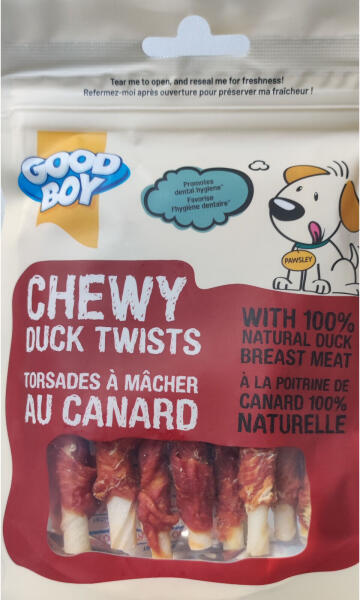 Tear me to open, and reseal me for freshness!
Refermez-moi après ouverture pour préserver ma fraîcheur!
GOOD
BOY
Promotes
dental hygiene*
Favorise
l'hygiène dentaire*
PAWSLEY
CHEWY
DUCK TWISTS
TORSADES À MÂCHER
AU CANARD
WITH 100%
NATURAL DUCK
BREAST MEAT
À LA POITRINE DE
CANARD 100%
NATURELLE